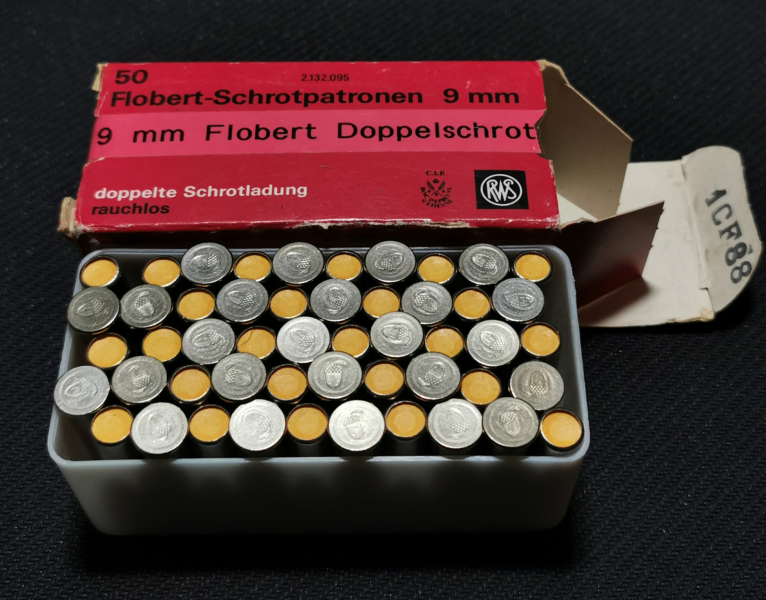 50
2.132.095
Flobert-Schrotpatronen 9 mm
9 mm Flobert Doppelschrot
doppelte Schrotladung
rauchlos
C.I.P.
RWS
1CF88